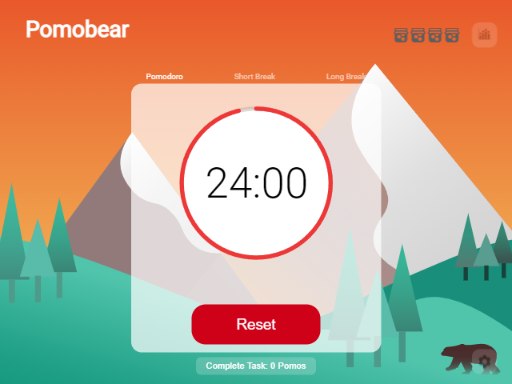 Pomobear
Pomodoro
Short Break
Long Break
24:00
Reset
Complete Task: 0 Pomos